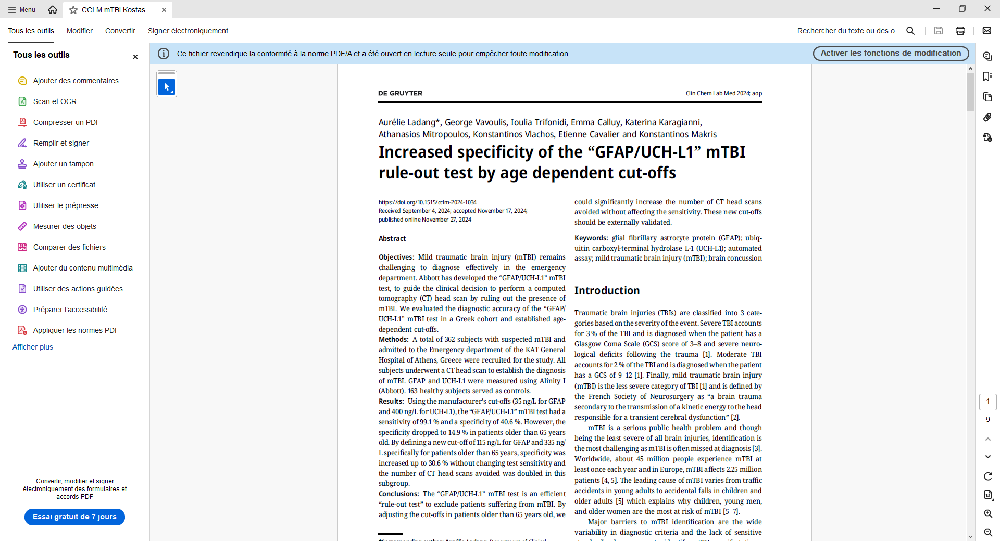 Menu
CCLM mTBI Kostas ...
Tous les outils
Modifier
Convertir
Signer électroniquement
Rechercher du texte ou des o...
Tous les outils
Ajouter des commentaires
Scan et OCR
Compresser un PDF
Remplir et signer
Ajouter un tampon
Utiliser un certificat
Utiliser le prépresse
Mesurer des objets
Comparer des fichiers
Ajouter du contenu multimédia
Utiliser des actions guidées
Préparer l'accessibilité
Appliquer les normes PDF
Afficher plus
Convertir, modifier et signer
électroniquement des formulaires et
accords PDF
Essai gratuit de 7 jours
Ce fichier revendique la conformité à la norme PDF/A et a été ouvert en lecture seule pour empêcher toute modification.
Activer les fonctions de modification
DE GRUYTER
Clin Chem Lab Med 2024; aop
Aurélie Ladang*, George Vavoulis, Ioulia Trifonidi, Emma Calluy, Katerina Karagianni,
Athanasios Mitropoulos, Konstantinos Vlachos, Etienne Cavalier and Konstantinos Makris
Increased specificity of the “GFAP/UCH-L1” mTBI
rule-out test by age dependent cut-offs
https://doi.org/10.1515/cclm-2024-1034
Received September 4, 2024; accepted November 17, 2024;
published online November 27, 2024
Abstract
Objectives: Mild traumatic brain injury (mTBI) remains
challenging to diagnose effectively in the emergency
department. Abbott has developed the “GFAP/UCH-L1” mTBI
test, to guide the clinical decision to perform a computed
tomography (CT) head scan by ruling out the presence of
mTBI. We evaluated the diagnostic accuracy of the “GFAP/
UCH-L1” mTBI test in a Greek cohort and established age-
dependent cut-offs.
Methods: A total of 362 subjects with suspected mTBI and
admitted to the Emergency department of the KAT General
Hospital of Athens, Greece were recruited for the study. All
subjects underwent a CT head scan to establish the diagnosis
of mTBI. GFAP and UCH-L1 were measured using Alinity I
(Abbott). 163 healthy subjects served as controls.
Results: Using the manufacturer’s cut-offs (35 ng/L for GFAP
and 400 ng/L for UCH-L1), the “GFAP/UCH-L1” mTBI test had a
sensitivity of 99.1 % and a specificity of 40.6 %. However, the
specificity dropped to 14.9 % in patients older than 65 years
old. By defining a new cut-off of 115 ng/L for GFAP and 335 ng/
L specifically for patients older than 65 years, specificity was
increased up to 30.6 % without changing test sensitivity and
the number of CT head scans avoided was doubled in this
subgroup.
Conclusions: The “GFAP/UCH-L1” mTBI test is an efficient
“rule-out test” to exclude patients suffering from mTBI. By
adjusting the cut-offs in patients older than 65 years old, we
*Corresponding author: Aurélie Ladang, Department of Clinical
could significantly increase the number of CT head scans
avoided without affecting the sensitivity. These new cut-offs
should be externally validated.
Keywords: glial fibrillary astrocyte protein (GFAP); ubiq-
uitin carboxyl-terminal hydrolase L-1 (UCH-L1); automated
assay; mild traumatic brain injury (mTBI); brain concussion
Introduction
Traumatic brain injuries (TBIs) are classified into 3 cate-
gories based on the severity of the event. Severe TBI accounts
for 3 % of the TBI and is diagnosed when the patient has a
Glasgow Coma Scale (GCS) score of 3–8 and severe neuro-
logical deficits following the trauma [1]. Moderate TBI
accounts for 2 % of the TBI and is diagnosed when the patient
has a GCS of 9–12 [1]. Finally, mild traumatic brain injury
(mTBI) is the less severe category of TBI [1] and is defined by
the French Society of Neurosurgery as “a brain trauma
secondary to the transmission of a kinetic energy to the head
responsible for a transient cerebral dysfunction” [2].
mTBI is a serious public health problem and though
being the least severe of all brain injuries, identification is
the most challenging as mTBI is often missed at diagnosis [3].
Worldwide, about 45 million people experience mTBI at
least once each year and in Europe, mTBI affects 2.25 million
patients [4, 5]. The leading cause of mTBI varies from traffic
accidents in young adults to accidental falls in children and
older adults [5] which explains why children, young men,
and older women are the most at risk of mTBI [5–7].
Major barriers to mTBI identification are the wide
variability in diagnostic criteria and the lack of sensitive
1
9